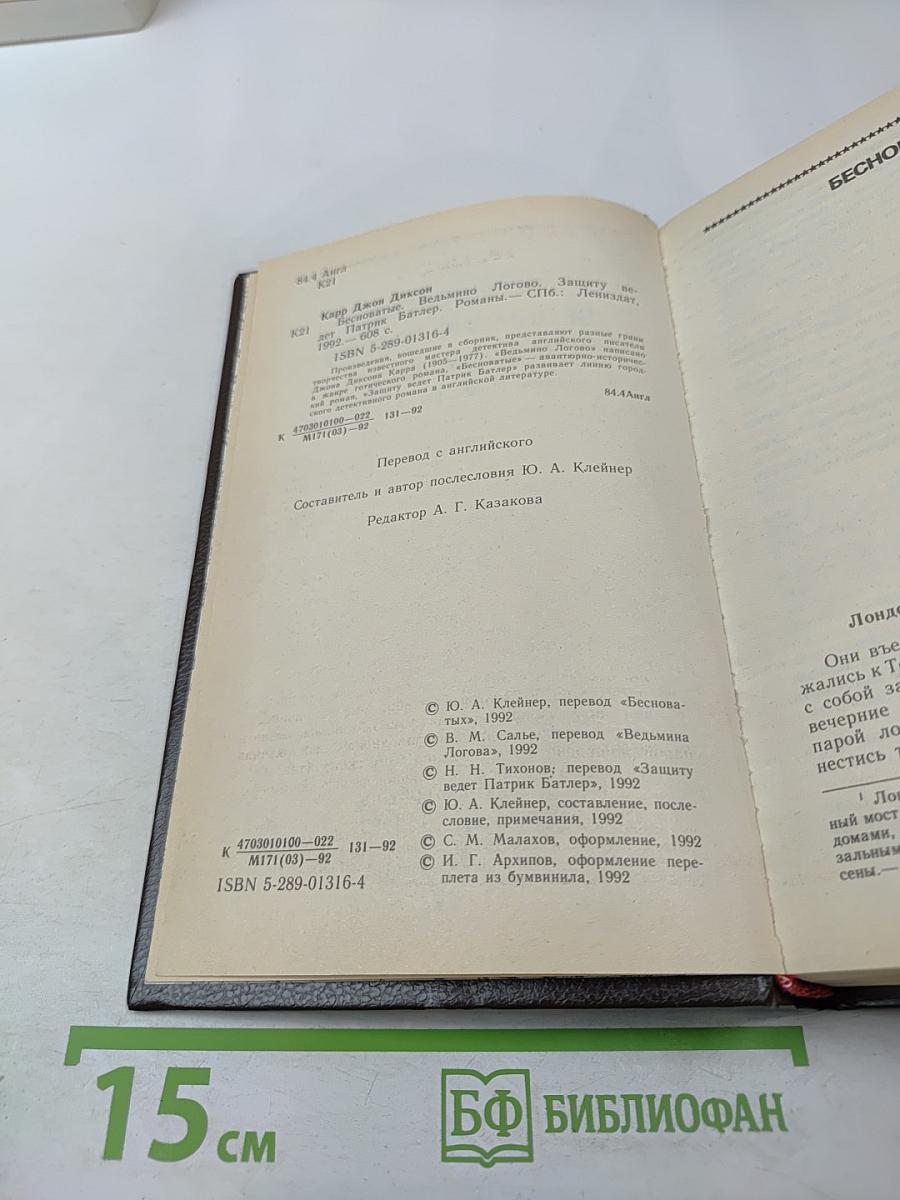 84.4 Англ
К21
Карр Джон Диксон
К21 Бесноватые. Ведьмино Логово. Защиту ве-
дет Патрик Батлер. Романы.— СПб.: Лениздат,
1992.— 608 с.
ISBN 5-289-01316-4
Произведения, вошедшие в сборник, представляют разные грани
творчества известного мастера детектива английского писателя
Джона Диксона Карра (1905—1977). «Ведьмино Логово» написано
в жанре готического романа, «Бесноватые» — авантюрно-историчес-
кий роман, «Защиту ведет Патрик Батлер» развивает линию город-
ского детективного романа в английской литературе.
К 4703010100—022 131—92
М171(03)—92
84.4Англ
Перевод с английского
Составитель и автор послесловия Ю. А. Клейнер
Редактор А. Г. Казакова
© Ю. А. Клейнер, перевод «Беснова-
тых», 1992
© В. М. Салье, перевод «Ведьмина
Логова», 1992
© Н. Н. Тихонов, перевод «Защиту
ведет Патрик Батлер», 1992
© Ю. А. Клейнер, составление, после-
словие, примечания, 1992
© С. М. Малахов, оформление, 1992
© И. Г. Архипов, оформление пере-
плета из бумвинила, 1992
К 4703010100—022 131—92
М171(03)—92
ISBN 5-289-01316-4
БЕСНО
Лондо
Они въе
жались к Т
с собой за
вечерние
парой ло
нестись т
1 Лон
ный мост
домами,
зальным
сены.—
15 см
БФ БИБЛИОФАН